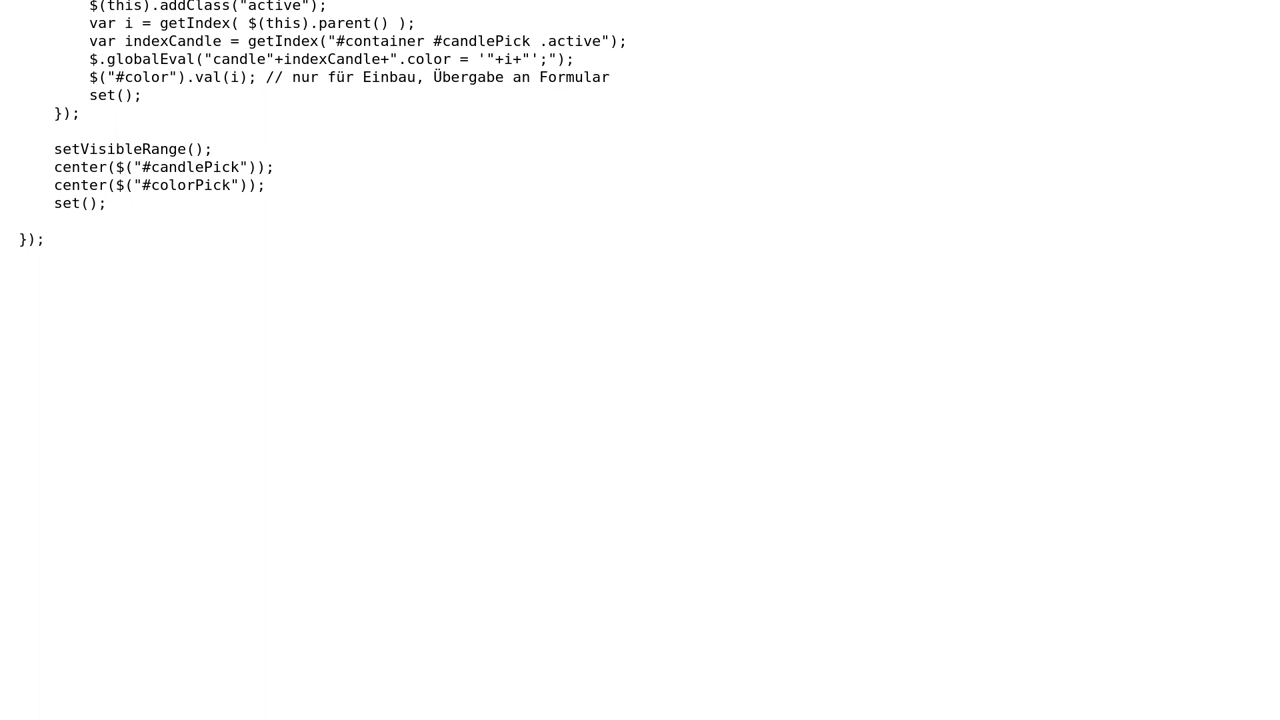 $(this).addClass("active");
var i = getIndex( $(this).parent() );
var indexCandle = getIndex("#container #candlePick .active");
$.globalEval("candle"+indexCandle+".color = '"+i+"';");
$("#color").val(i); // nur für Einbau, Übergabe an Formular
set();
});
setVisibleRange();
center($("#candlePick"));
center($("#colorPick"));
set();
});